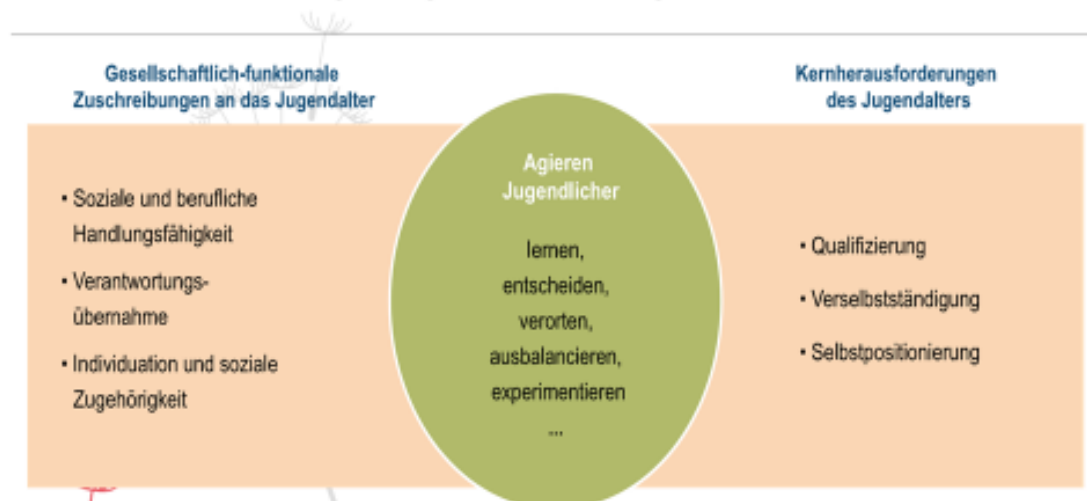 Gesellschaftlich-funktionale
Zuschreibungen an das Jugendalter
▪ Soziale und berufliche
Handlungsfähigkeit
▪ Verantwortungs-
übernahme
▪ Individuation und soziale
Zugehörigkeit
Agieren
Jugendlicher
lernen,
entscheiden,
verorten,
ausbalancieren,
experimentieren
...
Kernherausforderungen
des Jugendalters
▪ Qualifizierung
▪ Verselbstständigung
▪ Selbstpositionierung